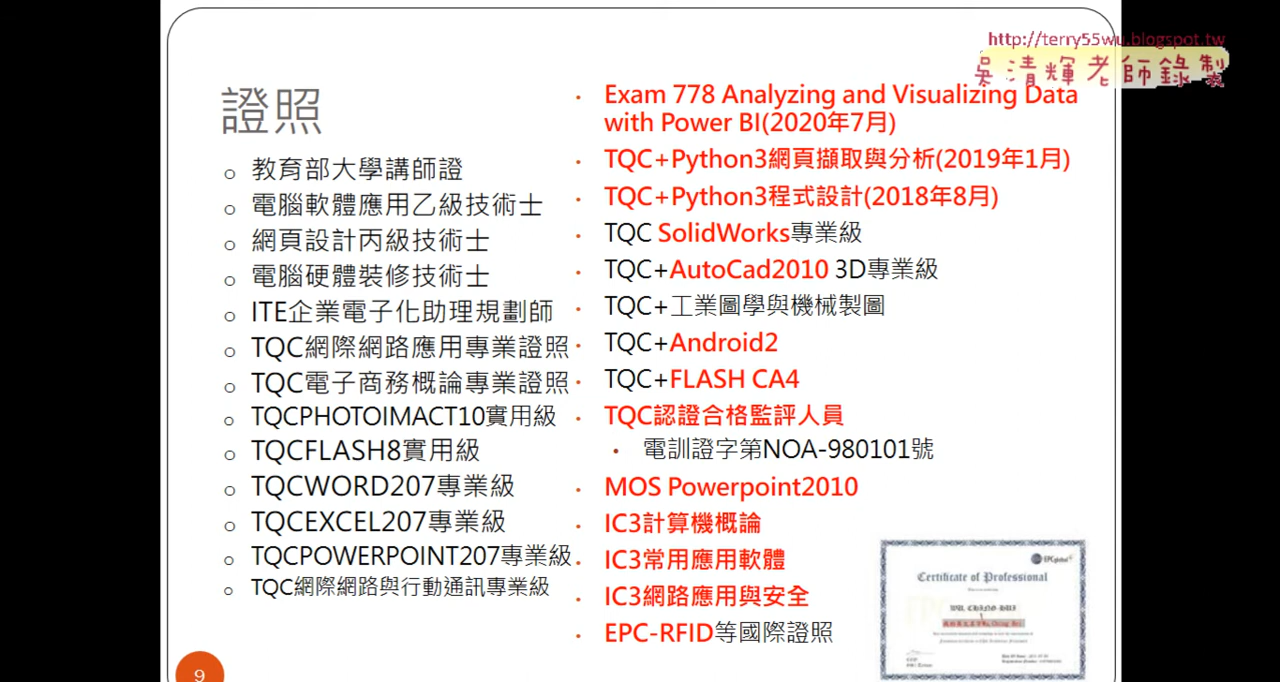 http://terry55wu.blogspot.tw
吳清輝老師錄製
證照
教育部大學講師證
電腦軟體應用乙級技術士
網頁設計丙級技術士
電腦硬體裝修技術士
ITE企業電子化助理規劃師
TQC網際網路應用專業證照
TQC電子商務概論專業證照
TQCPHOTOIMACT10實用級
TQCFLASH8實用級
TQCWORD207專業級
TQCEXCEL207專業級
TQCPOWERPOINT207專業級
TQC網際網路與行動通訊專業級
Exam 778 Analyzing and Visualizing Data
with Power BI(2020年7月)
TQC+Python3網頁擷取與分析(2019年1月)
TQC+Python3程式設計(2018年8月)
TQC SolidWorks專業級
TQC+AutoCad2010 3D專業級
TQC+工業圖學與機械製圖
TQC+Android2
TQC+FLASH CA4
TQC認證合格監評人員
電訓證字第NOA-980101號
MOS Powerpoint2010
IC3計算機概論
IC3常用應用軟體
IC3網路應用與安全
EPC-RFID等國際證照
EPCglobal
Certificate of Professional
WU, CHING-HUI
9